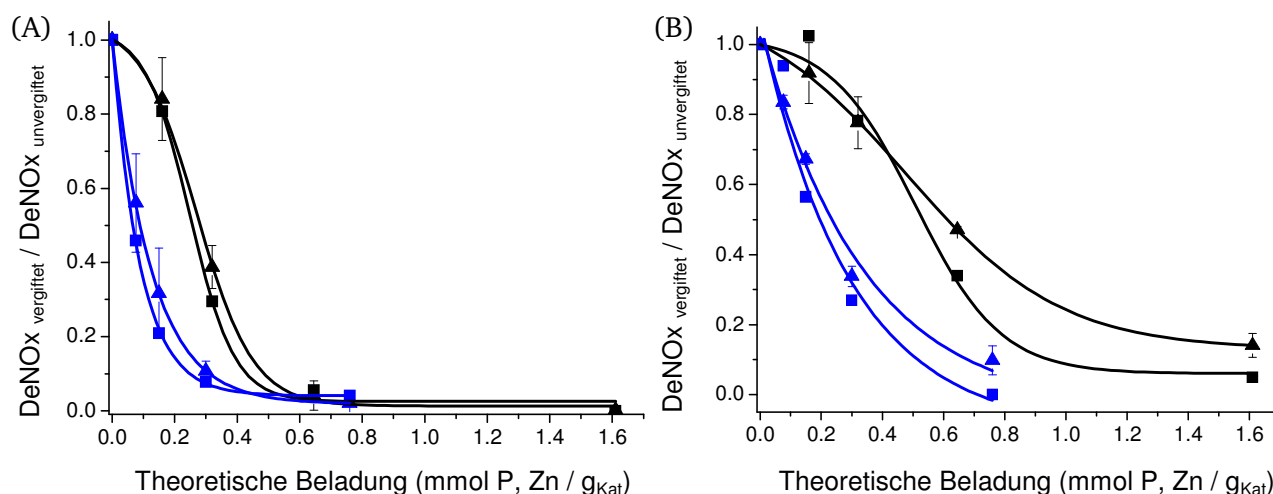 (A)
DeNOx vergiftet / DeNOx unvergiftet
1.0
0.8
0.6
0.4
0.2
0.0
0.0 0.2 0.4 0.6 0.8 1.0 1.2 1.4 1.6
Theoretische Beladung (mmol P, Zn / gKat)
(B)
DeNOx vergiftet / DeNOx unvergiftet
1.0
0.8
0.6
0.4
0.2
0.0
0.0 0.2 0.4 0.6 0.8 1.0 1.2 1.4 1.6
Theoretische Beladung (mmol P, Zn / gKat)